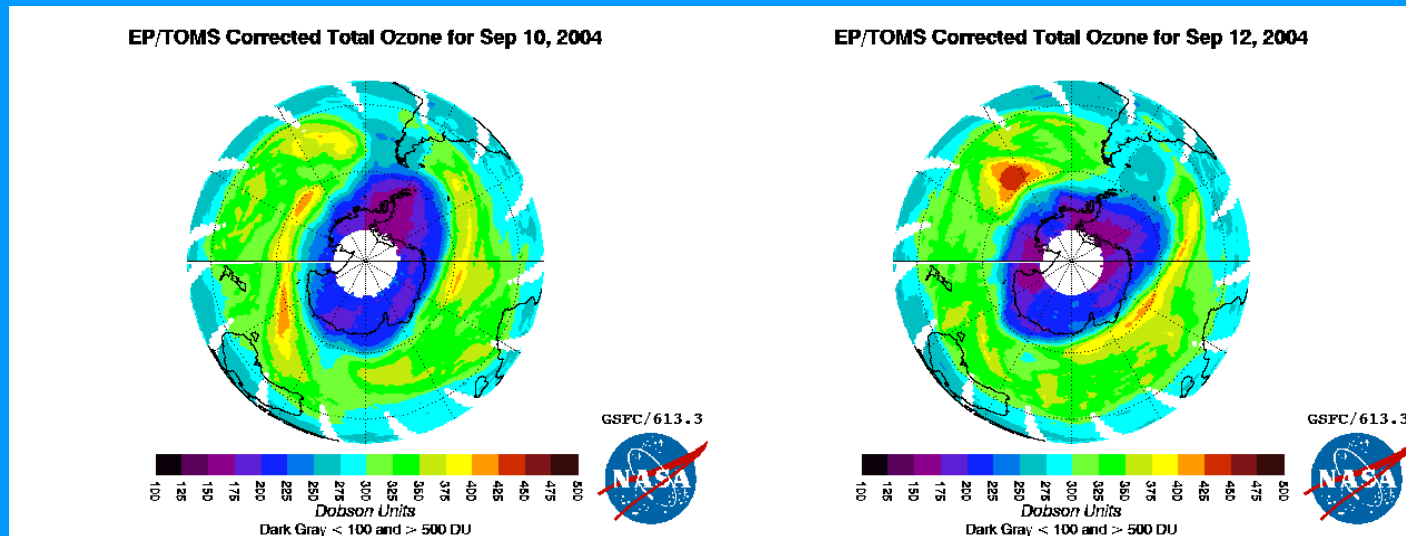 EP/TOMS Corrected Total Ozone for Sep 10, 2004
GSFC/613.3
NASA
100 125 150 175 200 225 250 275 300 325 350 375 400 425 450 475 500
Dobson Units
Dark Gray < 100 and > 500 DU
EP/TOMS Corrected Total Ozone for Sep 12, 2004
GSFC/613.3
NASA
100 125 150 175 200 225 250 275 300 325 350 375 400 425 450 475 500
Dobson Units
Dark Gray < 100 and > 500 DU